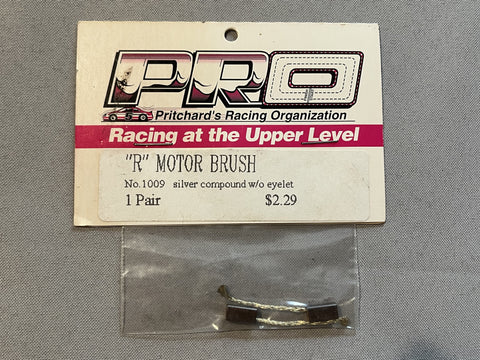 PRO
5
Pritchard's Racing Organization
Racing at the Upper Level
"R" MOTOR BRUSH
No.1009 silver compound w/o eyelet
1 Pair $2.29